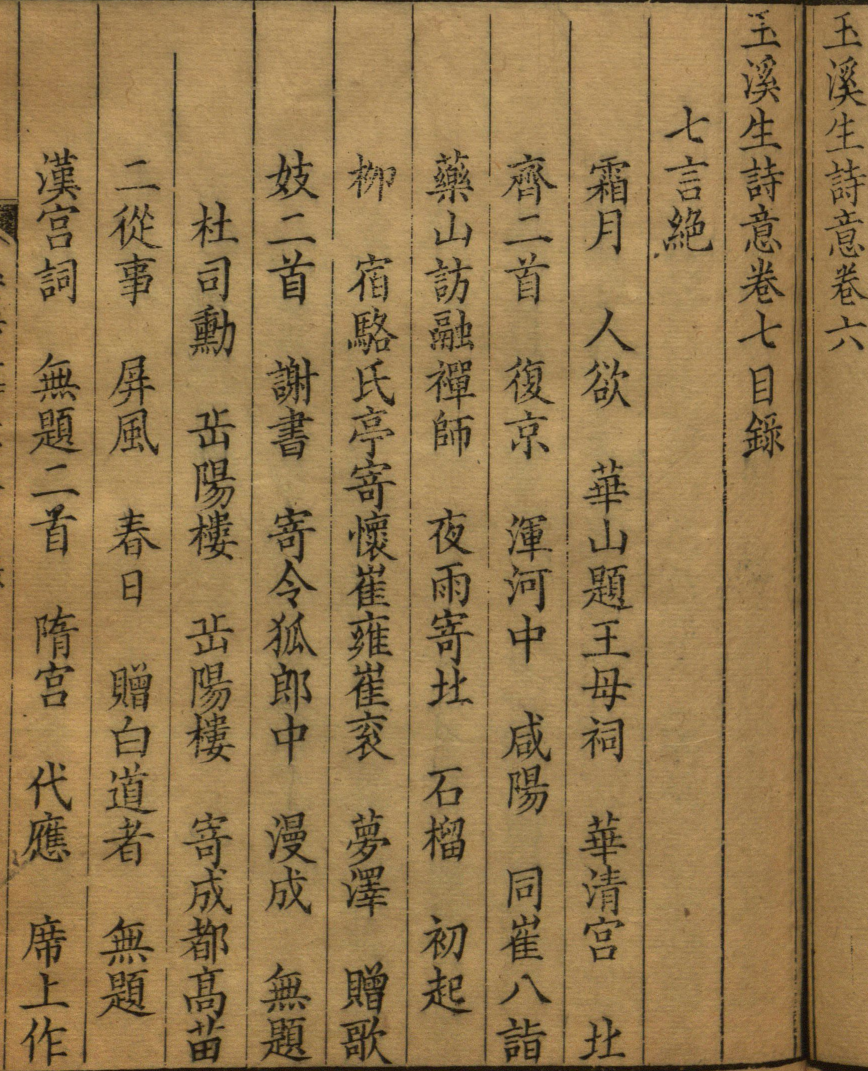 玉溪生詩意卷六
玉溪生詩意卷七目錄
七言絕
霜月　人欲　華山題王母祠　華清宮　北
齊二首　復京　渾河中　咸陽　同崔八詣
藥山訪融禪師　夜雨寄北　石榴　初起
柳　宿駱氏亭寄懷崔雍崔兖　夢澤　贈歌
妓二首　謝書　寄令狐郎中　漫成　無題
杜司勳　岳陽樓　岳陽樓　寄成都高苗
二從事　屏風　春日　贈白道者　無題
漢宮詞　無題二首　隋宮　代應　席上作